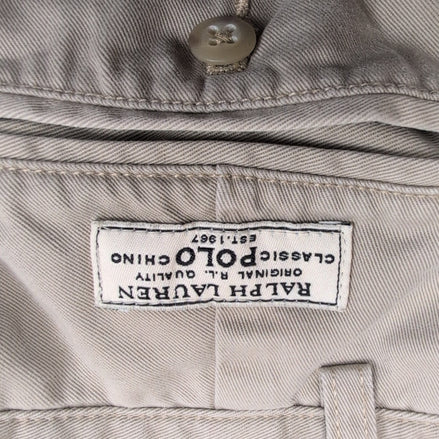 RALPH LAUREN
ORIGINAL R.L. QUALITY
CLASSIC POLO CHINO
EST. 1967